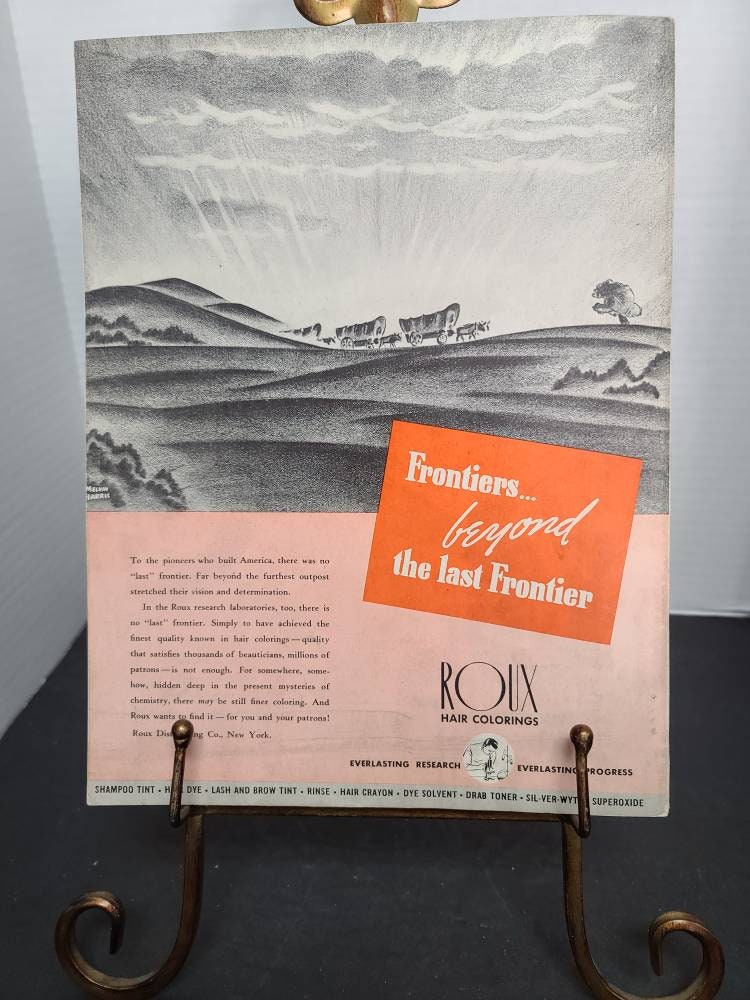 MELVIN
HARRIS
Frontiers...
beyond
the last Frontier
To the pioneers who built America, there was no
"last" frontier. Far beyond the furthest outpost
stretched their vision and determination.
In the Roux research laboratories, too, there is
no "last" frontier. Simply to have achieved the
finest quality known in hair colorings—quality
that satisfies thousands of beauticians, millions of
patrons—is not enough. For somewhere, some-
how, hidden deep in the present mysteries of
chemistry, there may be still finer coloring. And
Roux wants to find it — for you and your patrons!
Roux Co., New York.
ROUX
HAIR COLORINGS
EVERLASTING RESEARCH EVERLASTING PROGRESS
SHAMPOO TINT • DYE • LASH AND BROW TINT • RINSE • HAIR CRAYON • DYE SOLVENT • DRAB TONER • SIL-VER-WYTE SUPEROXIDE